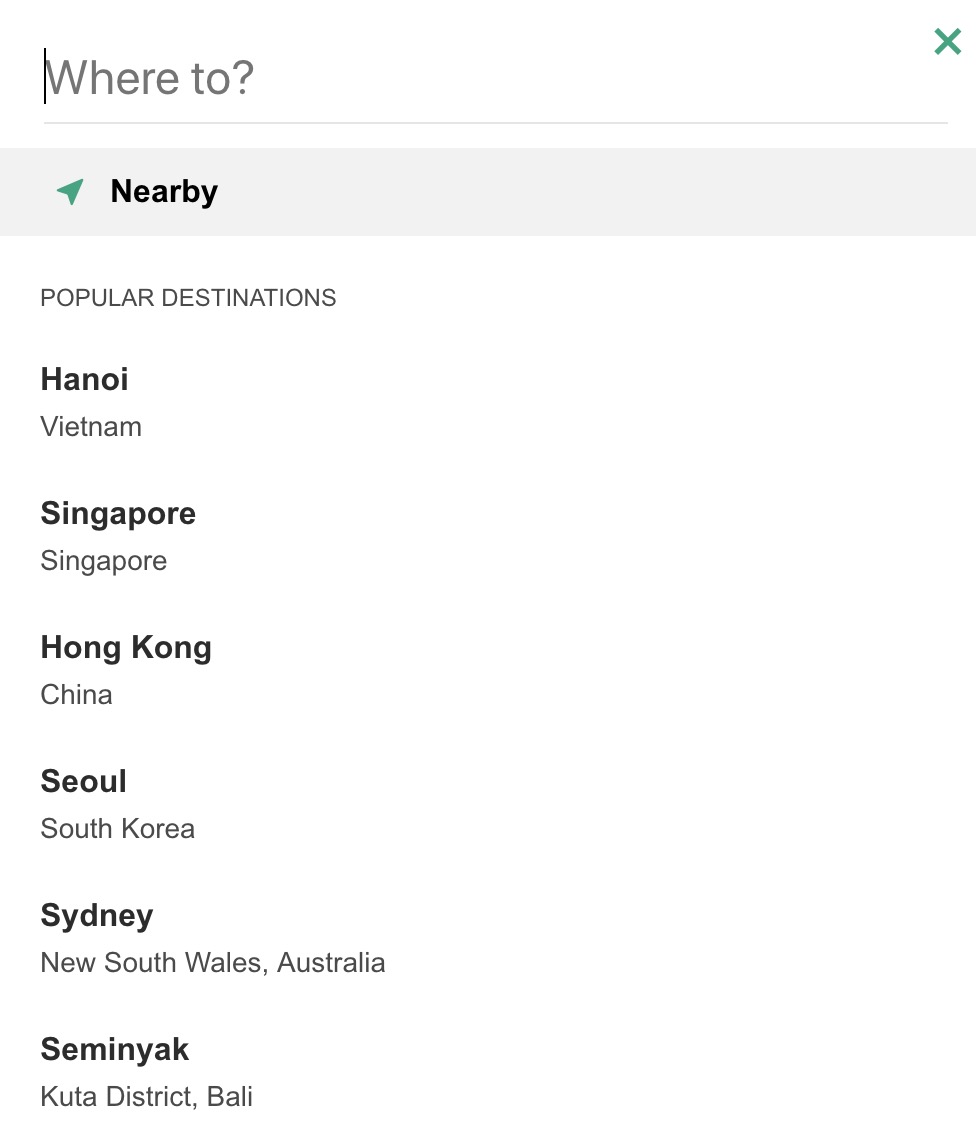 Where to?
Nearby
POPULAR DESTINATIONS
Hanoi
Vietnam
Singapore
Singapore
Hong Kong
China
Seoul
South Korea
Sydney
New South Wales, Australia
Seminyak
Kuta District, Bali